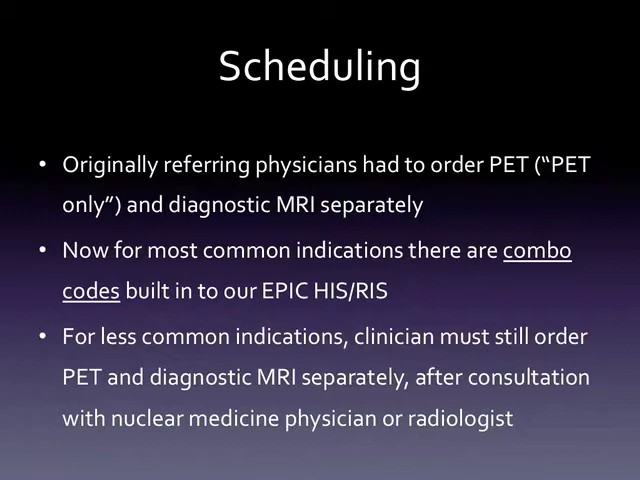 Scheduling
• Originally referring physicians had to order PET (“PET
only”) and diagnostic MRI separately
• Now for most common indications there are combo
codes built in to our EPIC HIS/RIS
• For less common indications, clinician must still order
PET and diagnostic MRI separately, after consultation
with nuclear medicine physician or radiologist